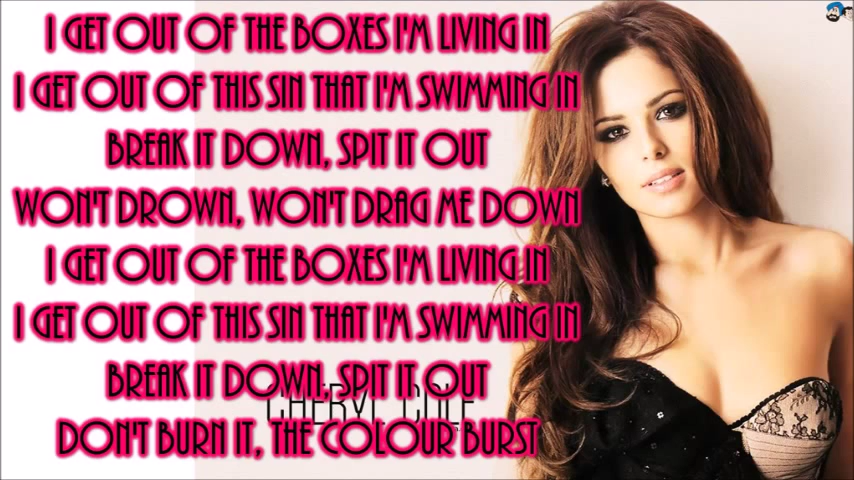 I GET OUT OF THE BOXES I'M LIVING IN
I GET OUT OF THIS SIN THAT I'M SWIMMING IN
BREAK IT DOWN, SPIT IT OUT
WON'T DROWN, WON'T DRAG ME DOWN
I GET OUT OF THE BOXES I'M LIVING IN
I GET OUT OF THIS SIN THAT I'M SWIMMING IN
BREAK IT DOWN, SPIT IT OUT
CHERYL COLE
DON'T BURN IT, THE COLOUR BURST